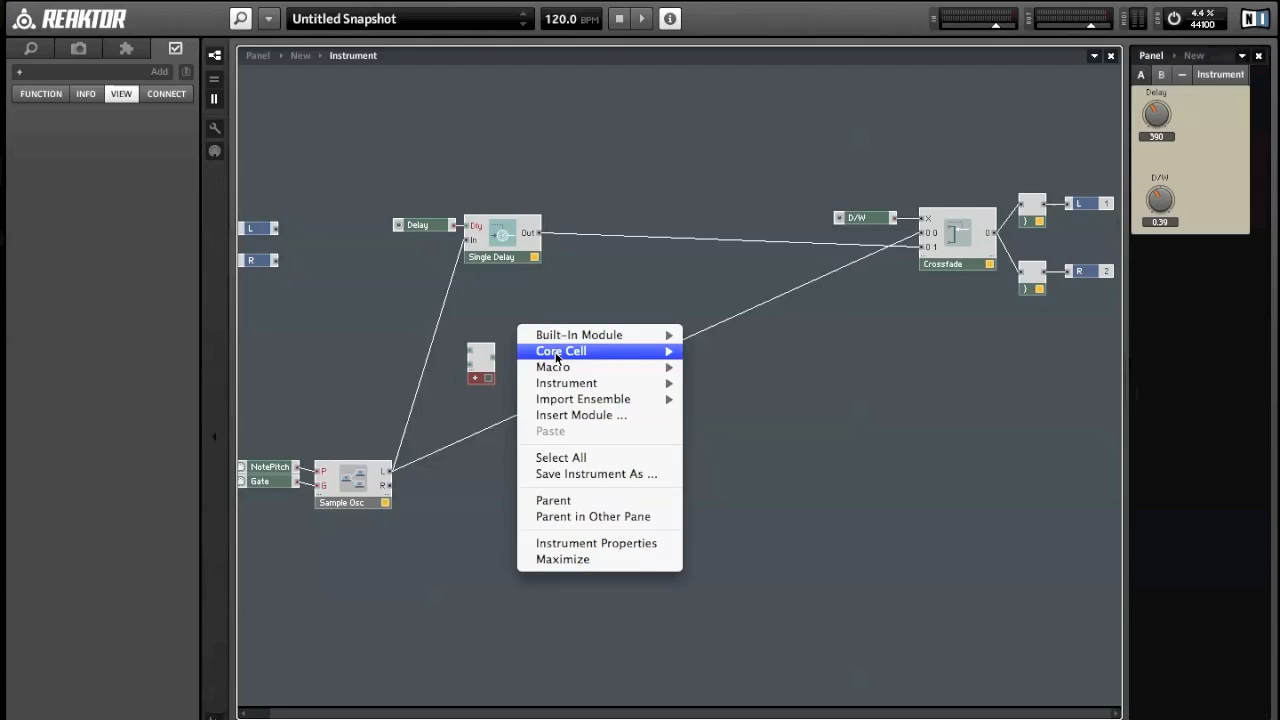 REAKTOR
Untitled Snapshot
120.0 BPM
4.4 %
44100
NI
Panel
New
Instrument
Panel
New
+ Add
A
B
Instrument
FUNCTION
INFO
VIEW
CONNECT
Delay
390
D/W
0.39
L
R
Delay
Dly
In
Out
Single Delay
D/W
X
0 0
0 1
0
Crossfade
}
}
L 1
R 2
+
NotePitch
Gate
P
G
L
R
Sample Osc
Built-In Module
Core Cell
Macro
Instrument
Import Ensemble
Insert Module ...
Paste
Select All
Save Instrument As ...
Parent
Parent in Other Pane
Instrument Properties
Maximize